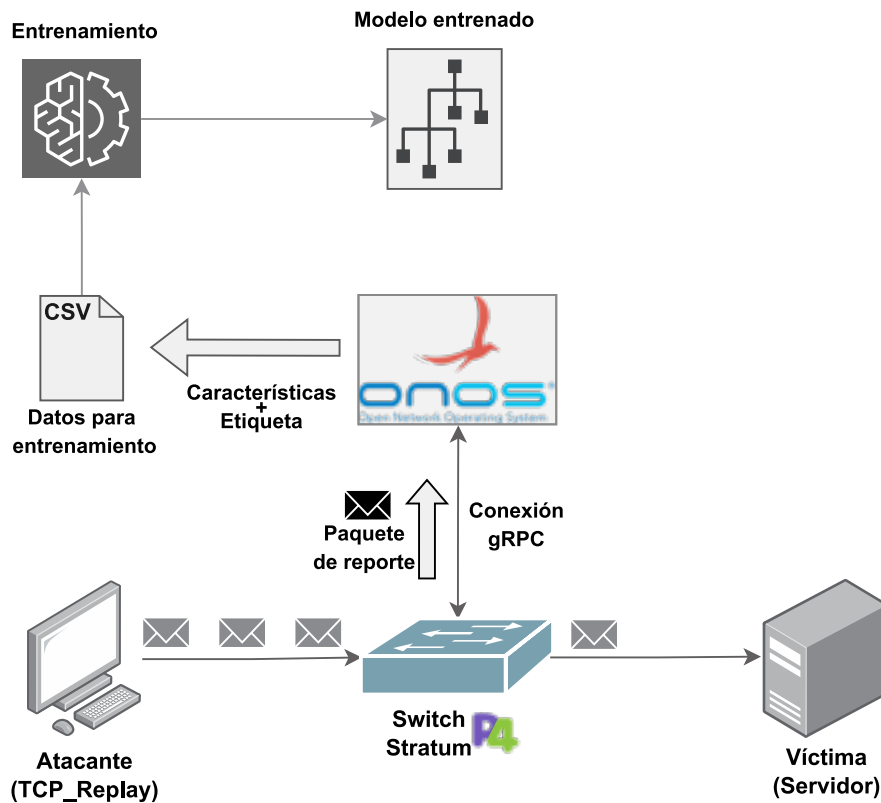 Entrenamiento
Modelo entrenado
CSV
Datos para
entrenamiento
Características
+
Etiqueta
onos
Open Network Operating System
Paquete
de reporte
Conexión
gRPC
Switch
Stratum
P4
Atacante
(TCP_Replay)
Víctima
(Servidor)